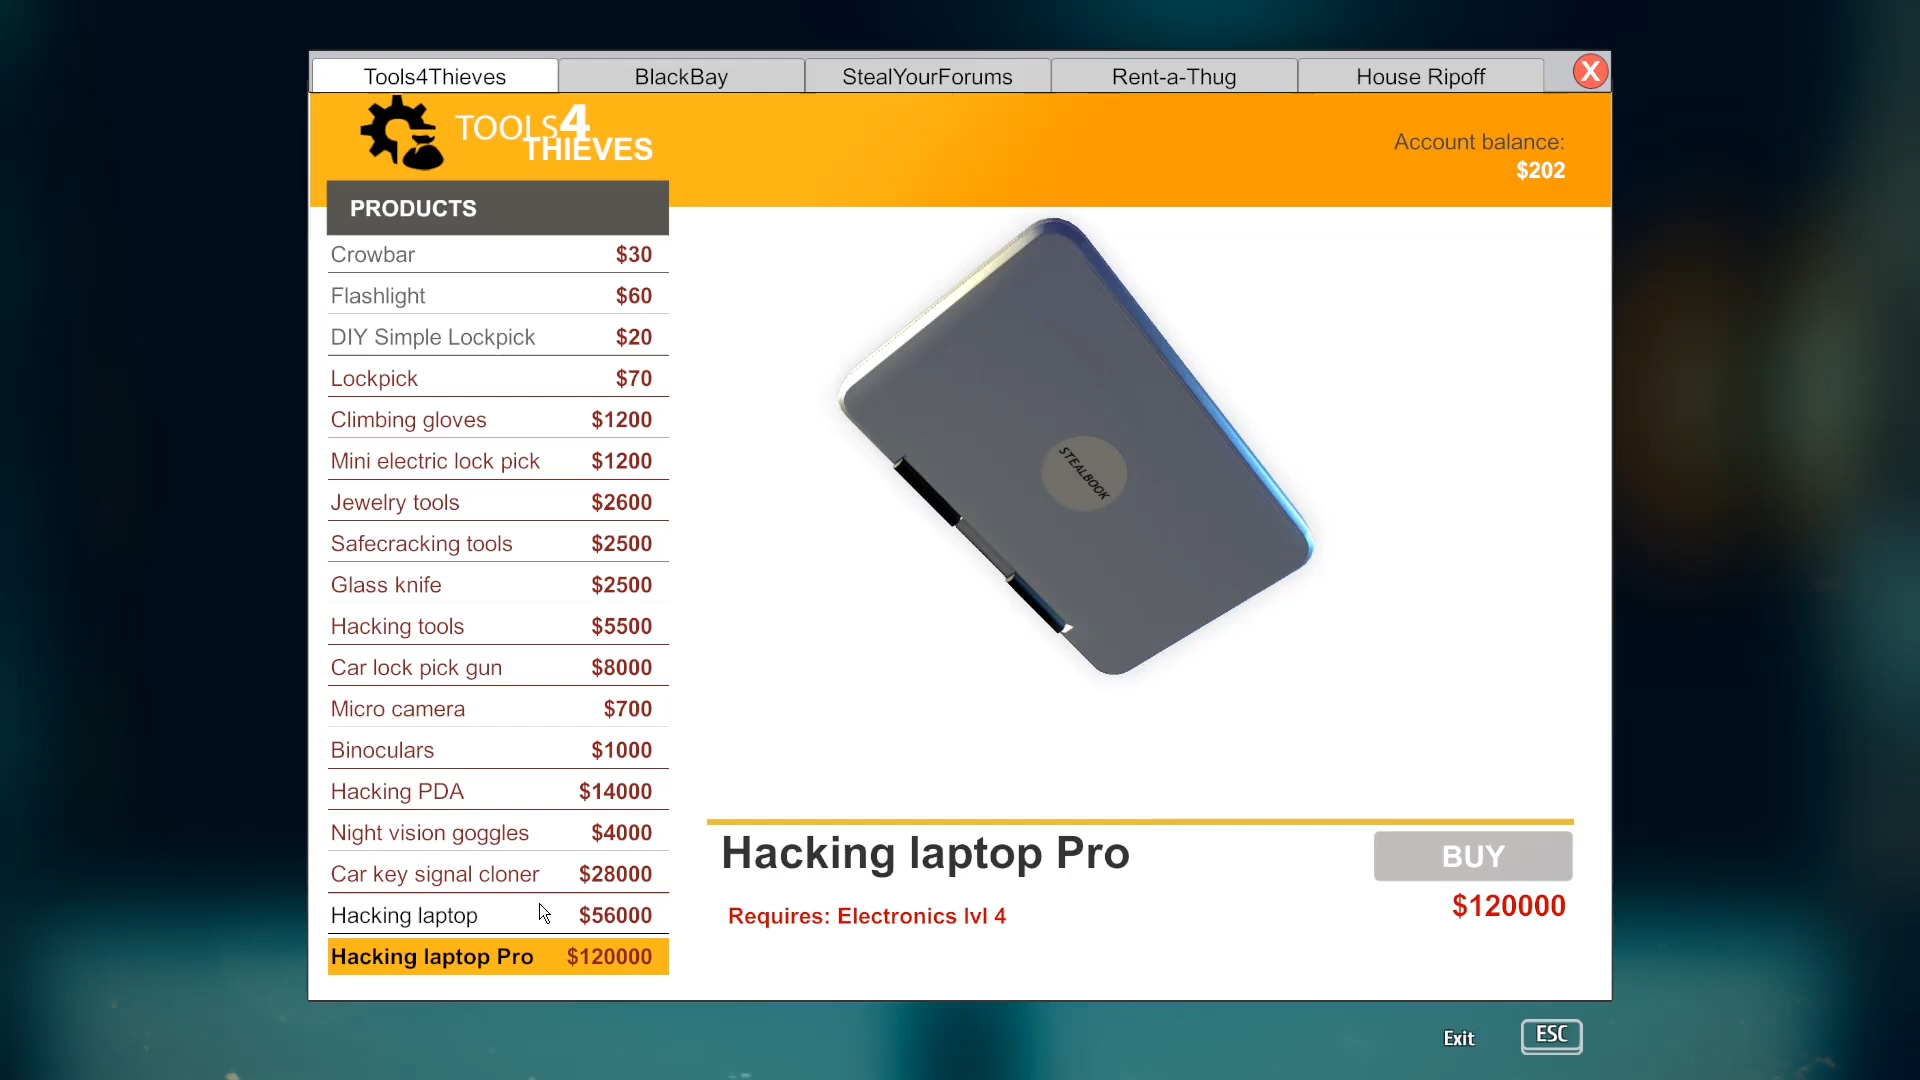 Tools4Thieves BlackBay StealYourForums Rent-a-Thug House Ripoff X
TOOLS4
THIEVES
Account balance:
$202
PRODUCTS
Crowbar $30
Flashlight $60
DIY Simple Lockpick $20
Lockpick $70
Climbing gloves $1200
Mini electric lock pick $1200
Jewelry tools $2600
Safecracking tools $2500
Glass knife $2500
Hacking tools $5500
Car lock pick gun $8000
Micro camera $700
Binoculars $1000
Hacking PDA $14000
Night vision goggles $4000
Car key signal cloner $28000
Hacking laptop $56000
Hacking laptop Pro $120000
STEALBOOK
Hacking laptop Pro
BUY
$120000
Requires: Electronics lvl 4
Exit ESC